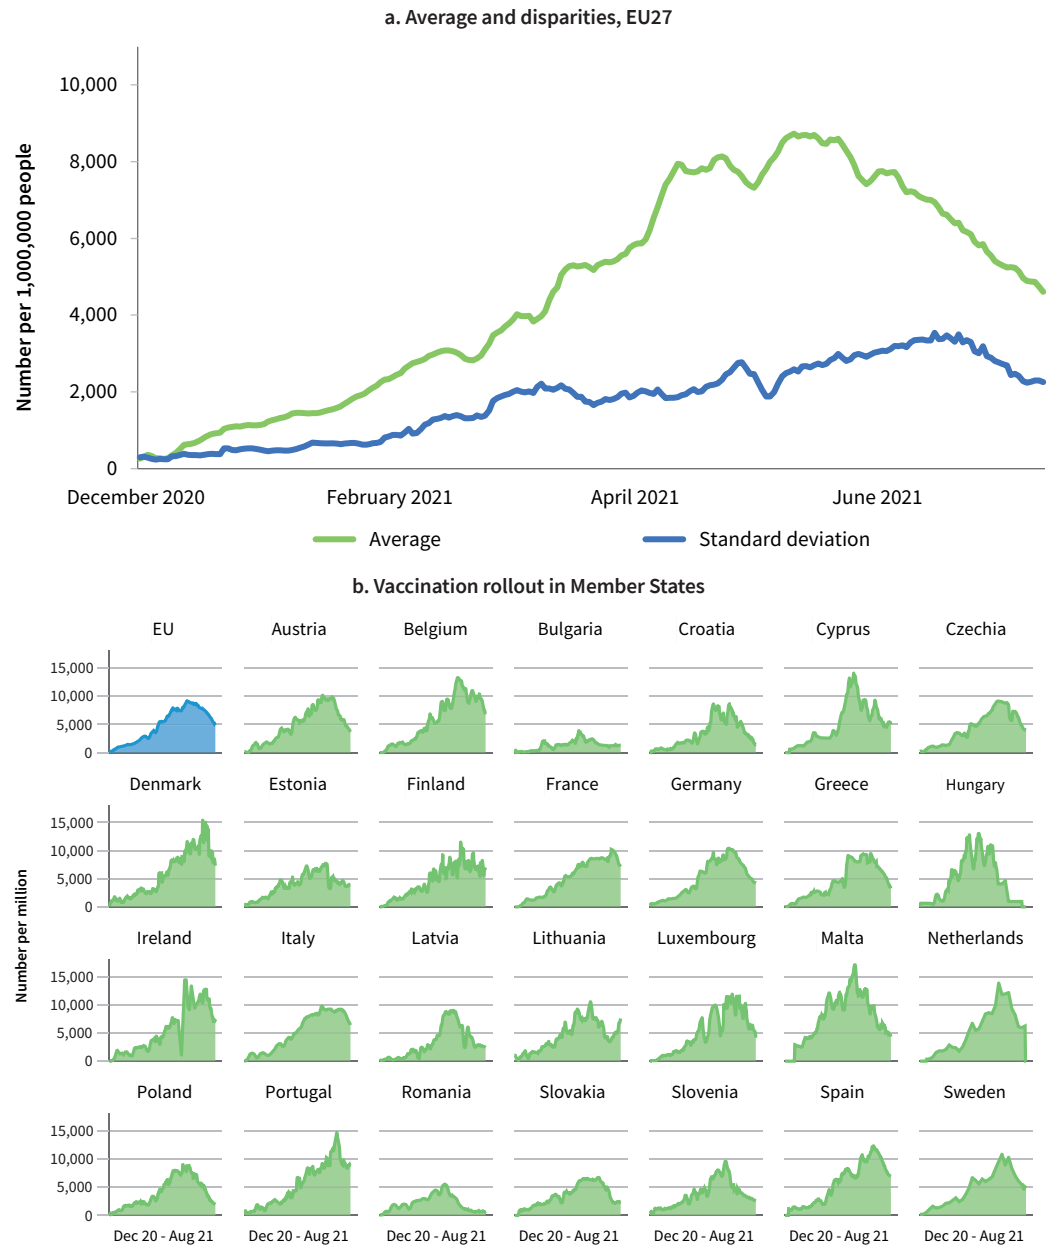 a. Average and disparities, EU27
Number per 1,000,000 people
10,000
8,000
6,000
4,000
2,000
0
December 2020 February 2021 April 2021 June 2021
Average Standard deviation
b. Vaccination rollout in Member States
Number per million
EU Austria Belgium Bulgaria Croatia Cyprus Czechia
15,000
10,000
5,000
0
Denmark Estonia Finland France Germany Greece Hungary
15,000
10,000
5,000
0
Ireland Italy Latvia Lithuania Luxembourg Malta Netherlands
15,000
10,000
5,000
0
Poland Portugal Romania Slovakia Slovenia Spain Sweden
15,000
10,000
5,000
0
Dec 20 - Aug 21 Dec 20 - Aug 21 Dec 20 - Aug 21 Dec 20 - Aug 21 Dec 20 - Aug 21 Dec 20 - Aug 21 Dec 20 - Aug 21